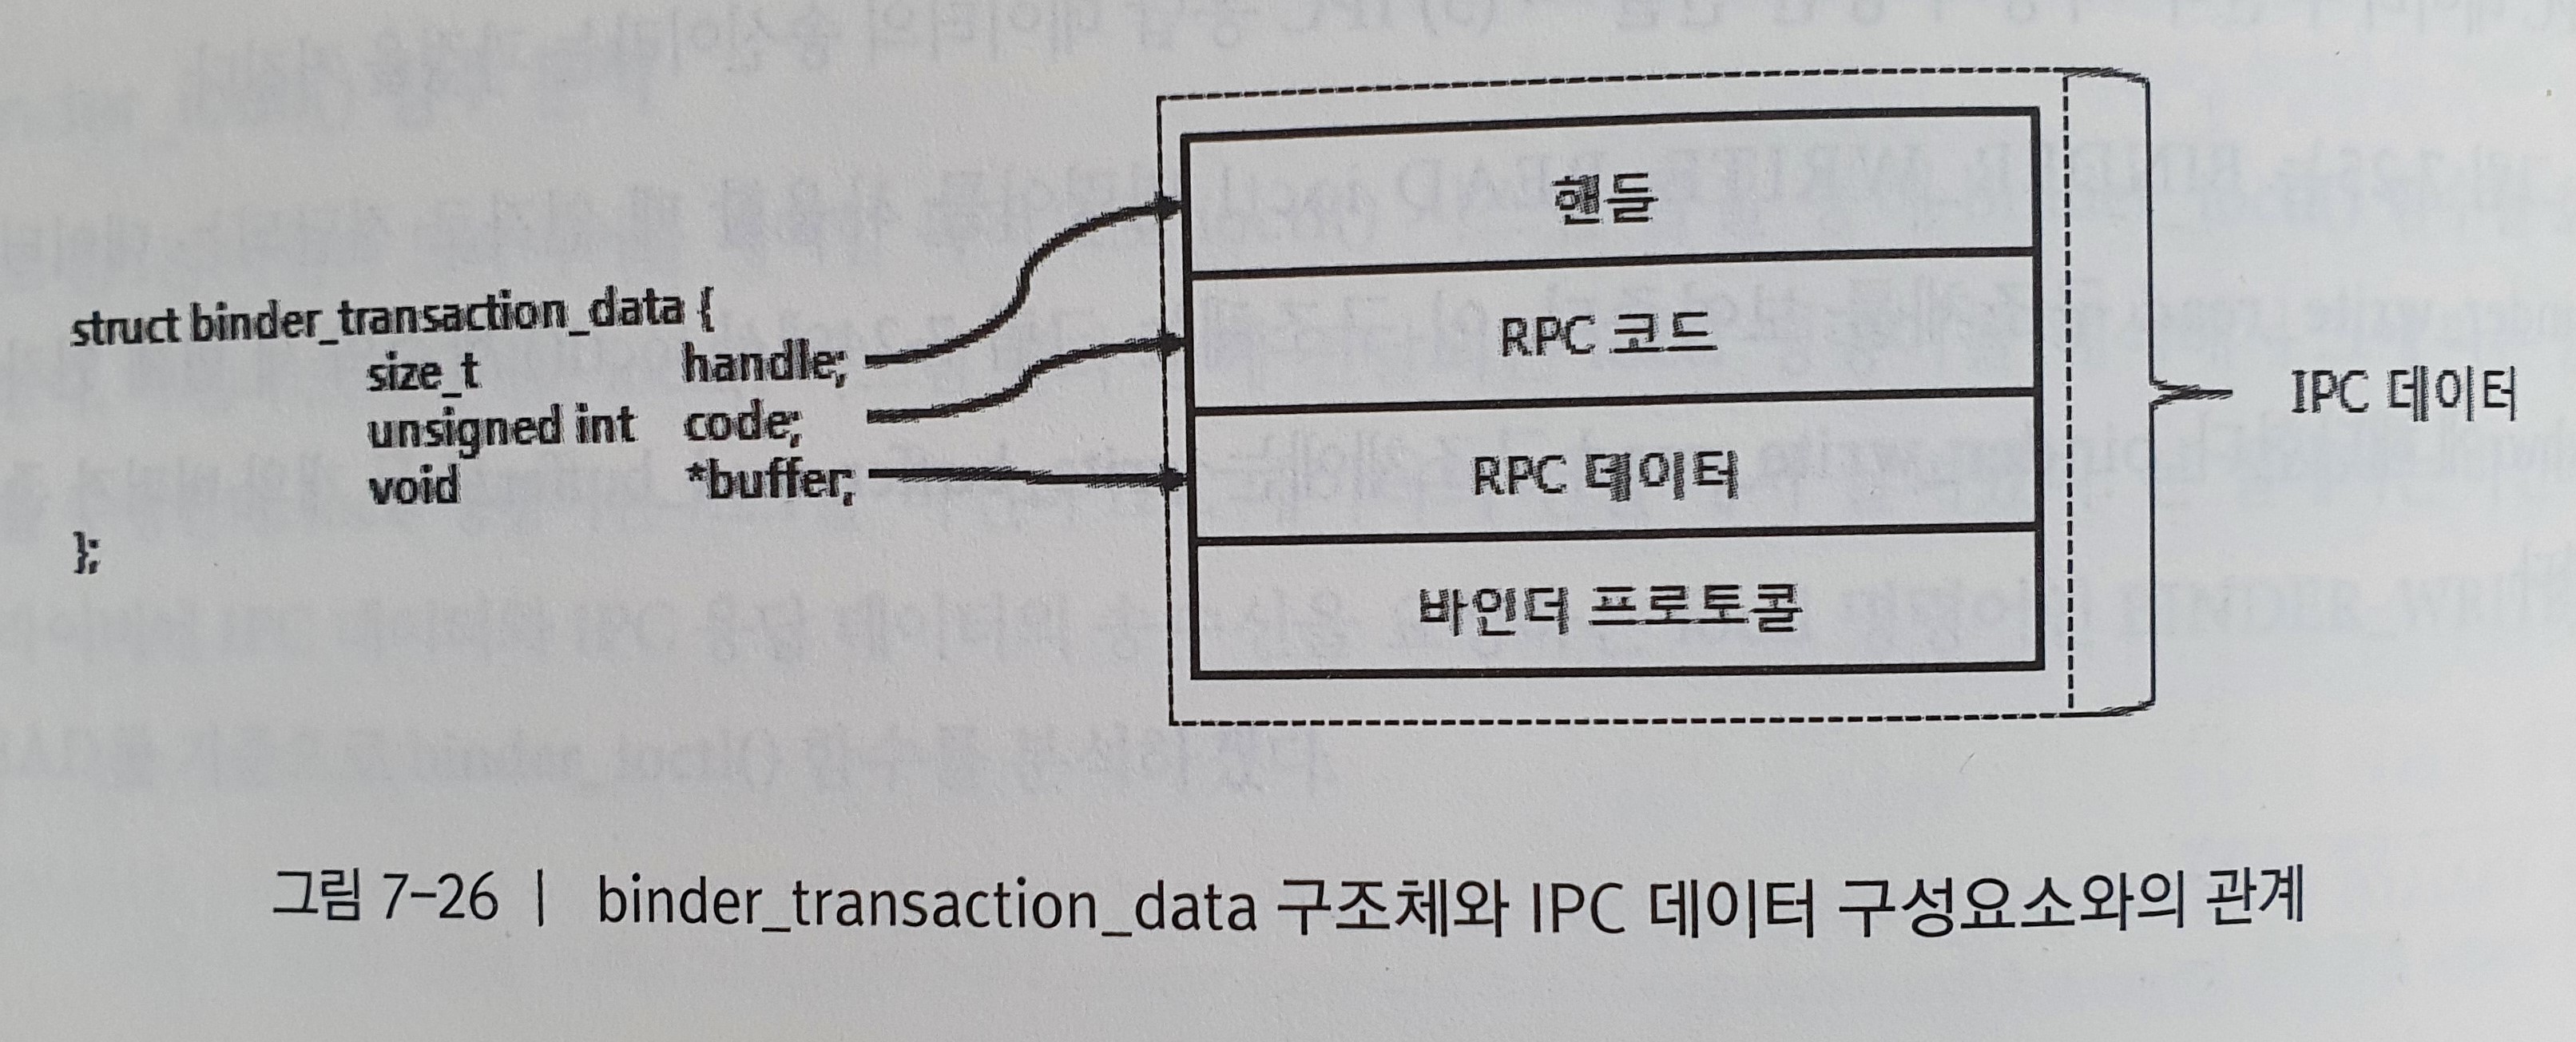 struct binder_transaction_data {
size_t handle;
unsigned int code;
void *buffer;
};
핸들
RPC 코드
RPC 데이터
바인더 프로토콜
IPC 데이터
그림 7-26 | binder_transaction_data 구조체와 IPC 데이터 구성요소와의 관계